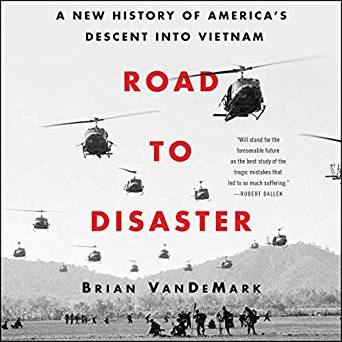 A NEW HISTORY OF AMERICA'S
DESCENT INTO VIETNAM
ROAD
TO
DISASTER
"Will stand for the
foreseeable future
as the best study of the
tragic mistakes that
led to so much suffering."
—ROBERT DALLEK
BRIAN VANDEMARK